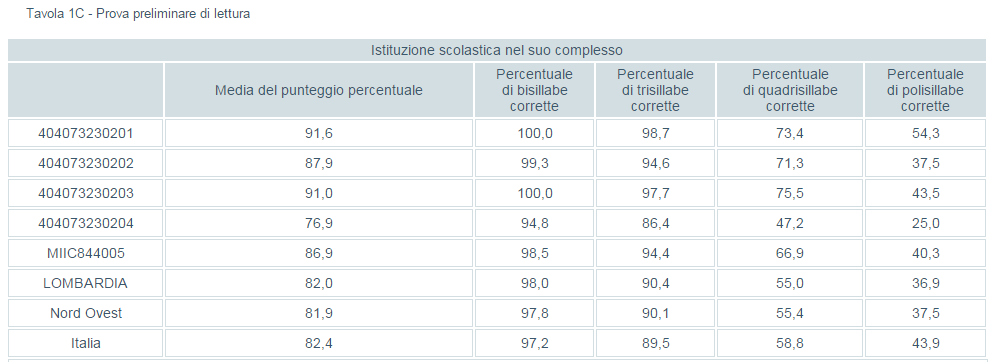 Tavola 1C - Prova preliminare di lettura
Istituzione scolastica nel suo complesso
Media del punteggio percentuale Percentuale di bisillabe corrette Percentuale di trisillabe corrette Percentuale di quadrisillabe corrette Percentuale di polisillabe corrette
404073230201 91,6 100,0 98,7 73,4 54,3
404073230202 87,9 99,3 94,6 71,3 37,5
404073230203 91,0 100,0 97,7 75,5 43,5
404073230204 76,9 94,8 86,4 47,2 25,0
MIIC844005 86,9 98,5 94,4 66,9 40,3
LOMBARDIA 82,0 98,0 90,4 55,0 36,9
Nord Ovest 81,9 97,8 90,1 55,4 37,5
Italia 82,4 97,2 89,5 58,8 43,9